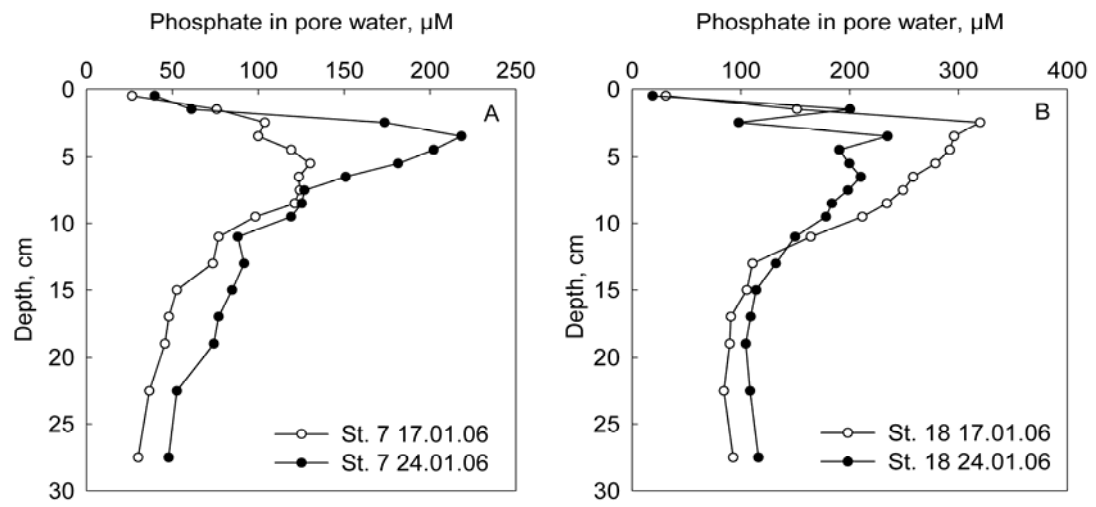 Phosphate in pore water, µM
0 50 100 150 200 250
0
5
10
15
20
25
30
Depth, cm
A
St. 7 17.01.06
St. 7 24.01.06
Phosphate in pore water, µM
0 100 200 300 400
0
5
10
15
20
25
30
Depth, cm
B
St. 18 17.01.06
St. 18 24.01.06